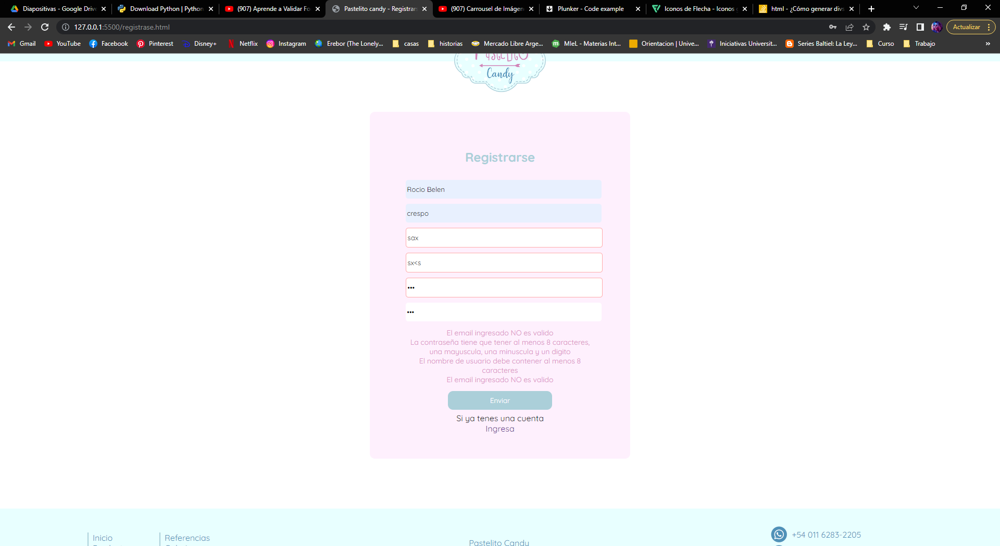 Diapositivas - Google Drive
Download Python | Python
(907) Aprende a Validar Fo
Pastelito candy - Registrars
(907) Carrousel de Imágen
Plunker - Code example
Iconos de Flecha - Iconos g
html - ¿Cómo generar divs
127.0.0.1:5500/registrase.html
Actualizar
Gmail
YouTube
Facebook
Pinterest
Disney+
Netflix
Instagram
Erebor (The Lonely...
casas
historias
Mercado Libre Arge...
MIeL - Materias Int...
Orientacion | Unive...
Iniciativas Universit...
Series Baltiel: La Ley...
Curso
Trabajo
»
Pastelito
Candy
Registrarse
Rocio Belen
crespo
sax
sx<s
•••
•••
El email ingresado NO es valido
La contraseña tiene que tener al menos 8 caracteres,
una mayuscula, una minuscula y un digito
El nombre de usuario debe contener al menos 8
caracteres
El email ingresado NO es valido
Enviar
Si ya tenes una cuenta
Ingresa
Inicio
Referencias
Pastelito Candy
+54 011 6283-2205